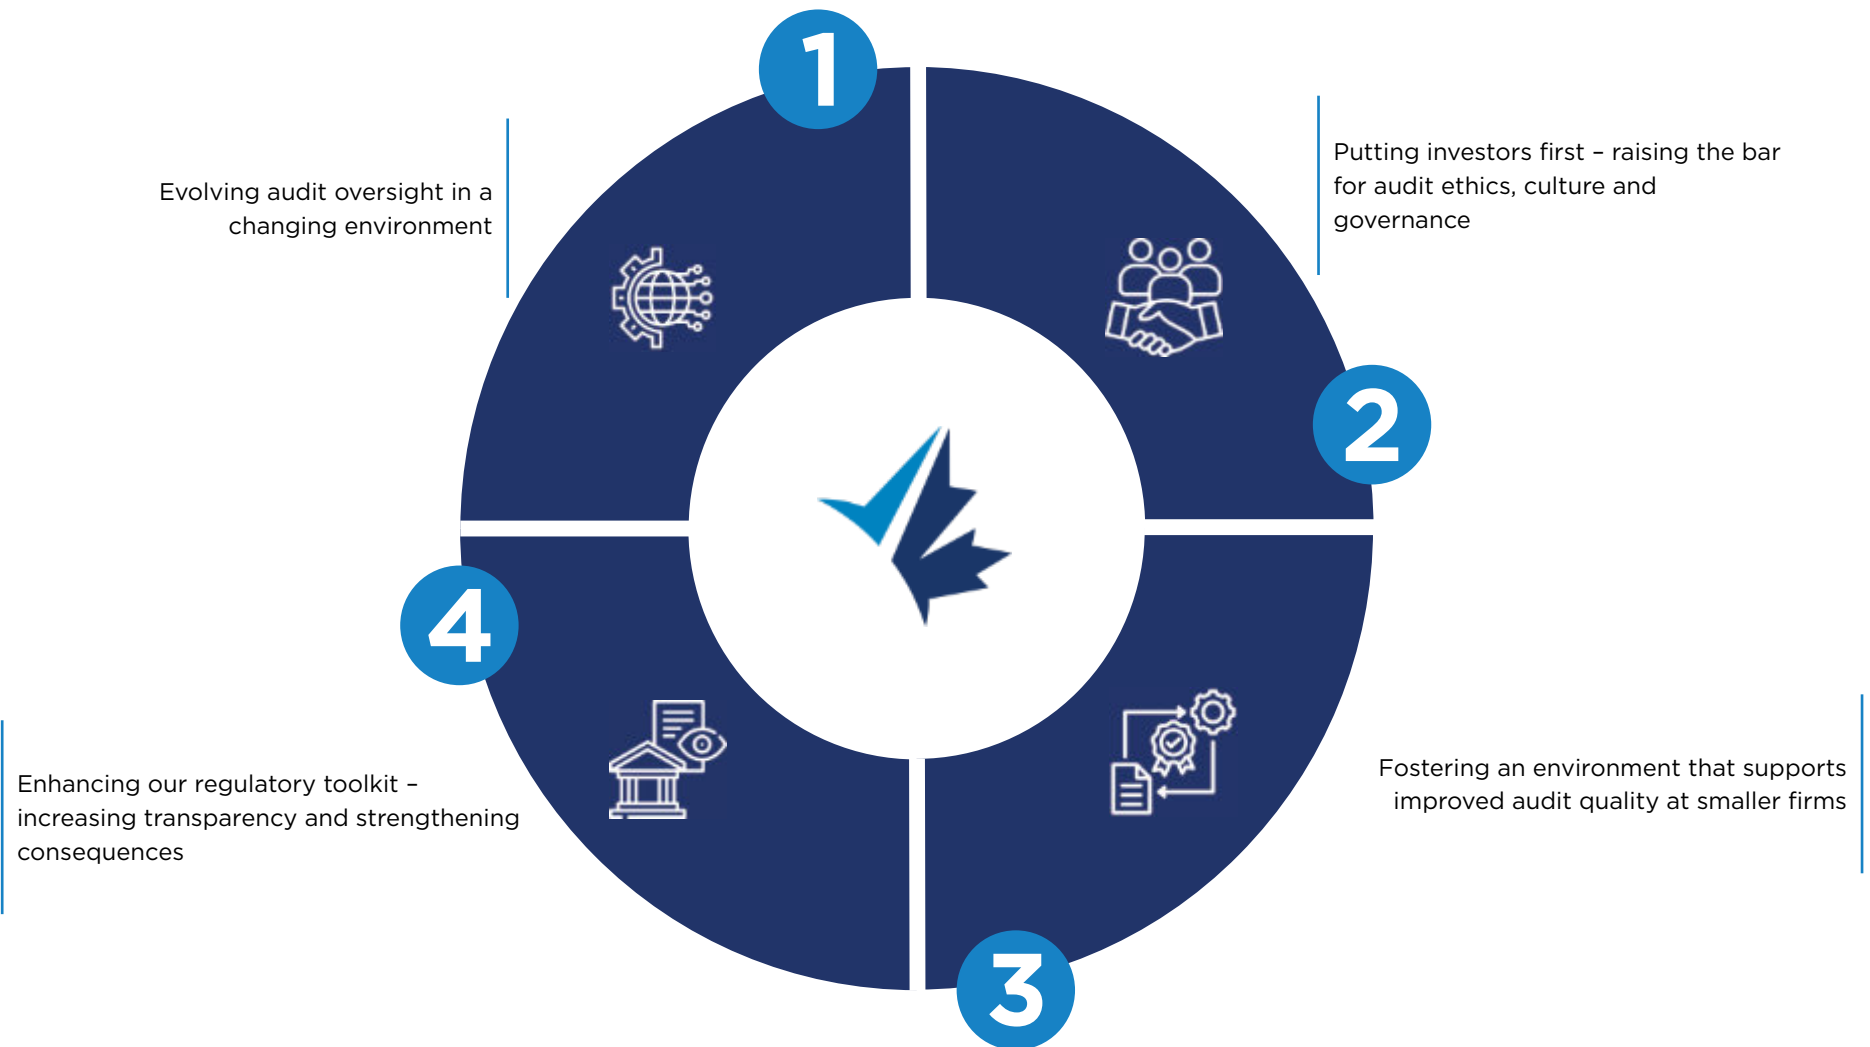 1
Evolving audit oversight in a
changing environment
2
Putting investors first – raising the bar
for audit ethics, culture and
governance
3
Fostering an environment that supports
improved audit quality at smaller firms
4
Enhancing our regulatory toolkit –
increasing transparency and strengthening
consequences